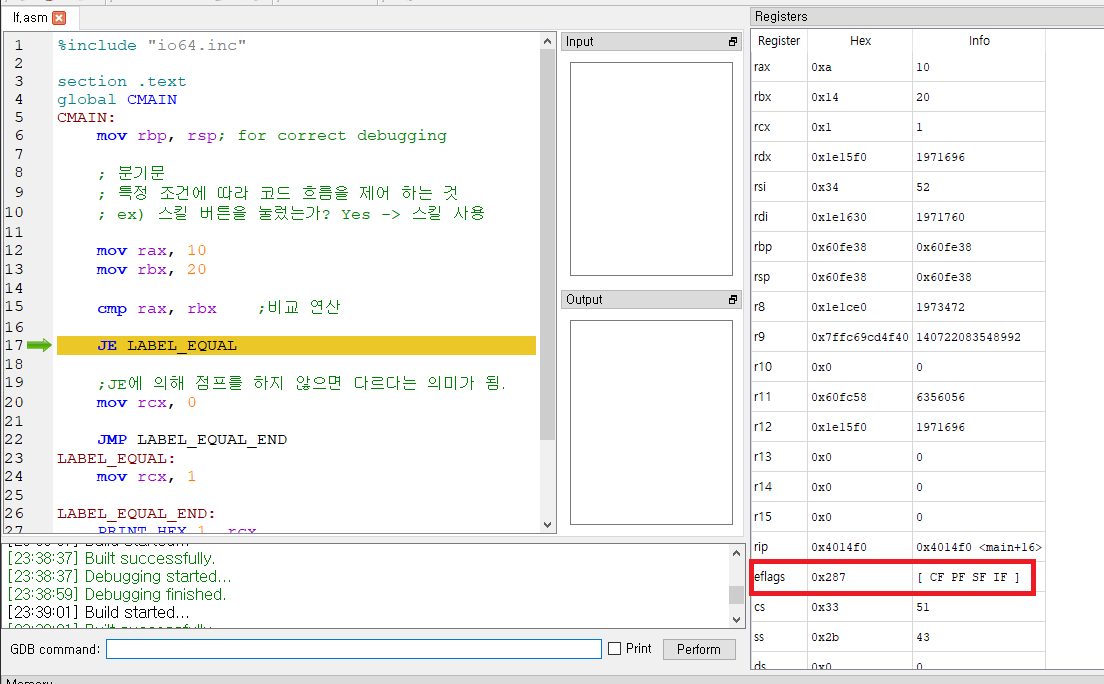 lf.asm
1 %include "io64.inc"
2
3 section .text
4 global CMAIN
5 CMAIN:
6 mov rbp, rsp; for correct debugging
7
8 ; 분기문
9 ; 특정 조건에 따라 코드 흐름을 제어 하는 것
10 ; ex) 스킬 버튼을 눌렀는가? Yes -> 스킬 사용
11
12 mov rax, 10
13 mov rbx, 20
14
15 cmp rax, rbx ;비교 연산
16
17 JE LABEL_EQUAL
18
19 ;JE에 의해 점프를 하지 않으면 다르다는 의미가 됨.
20 mov rcx, 0
21
22 JMP LABEL_EQUAL_END
23 LABEL_EQUAL:
24 mov rcx, 1
25
26 LABEL_EQUAL_END:
27 PRINT_HEX 1, rcx
Input
Output
Registers
Register Hex Info
rax 0xa 10
rbx 0x14 20
rcx 0x1 1
rdx 0x1e15f0 1971696
rsi 0x34 52
rdi 0x1e1630 1971760
rbp 0x60fe38 0x60fe38
rsp 0x60fe38 0x60fe38
r8 0x1e1ce0 1973472
r9 0x7ffc69cd4f40 140722083548992
r10 0x0 0
r11 0x60fc58 6356056
r12 0x1e15f0 1971696
r13 0x0 0
r14 0x0 0
r15 0x0 0
rip 0x4014f0 0x4014f0 <main+16>
eflags 0x287 [ CF PF SF IF ]
cs 0x33 51
ss 0x2b 43
ds 0x0 0
[23:38:37] Build started...
[23:38:37] Built successfully.
[23:38:37] Debugging started...
[23:38:59] Debugging finished.
[23:39:01] Build started...
[23:39:01] Built successfully.
GDB command: Print Perform
Memory